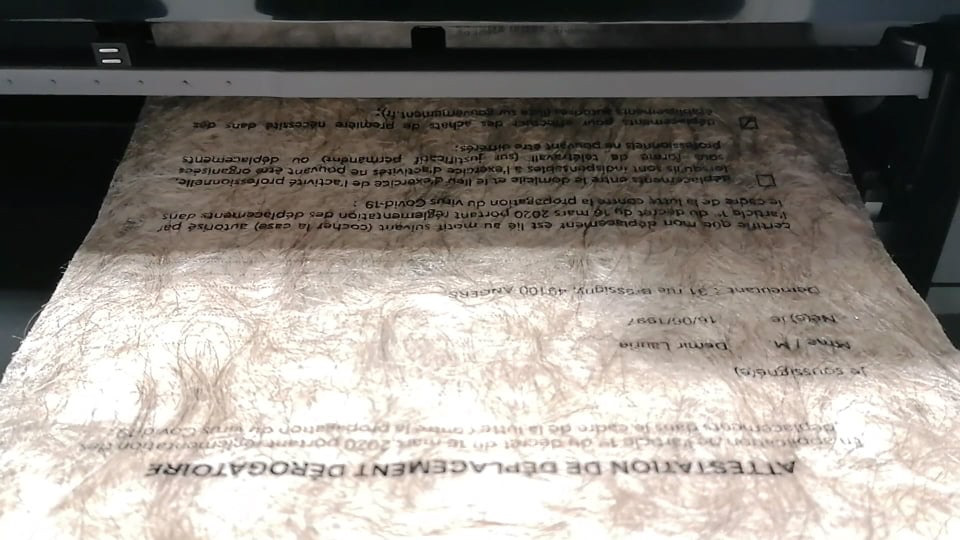 ATTESTATION DE DÉPLACEMENT DÉROGATOIRE
En application de l'article 1er du décret du 16 mars 2020 portant réglementation des
déplacements dans le cadre de la lutte contre la propagation du virus Covid-19
Je soussigné(e)
Mme / M Demir Lauria
Né(e) le 16/06/1997
Demeurant : 31 rue Bressigny, 49100 ANGERS
certifie que mon déplacement est lié au motif suivant (cocher la case) autorisé par
l'article 1er du décret du 16 mars 2020 portant réglementation des déplacements dans
le cadre de la lutte contre la propagation du virus Covid-19 :
déplacements entre le domicile et le lieu d'exercice de l'activité professionnelle,
lorsqu'ils sont indispensables à l'exercice d'activités ne pouvant être organisées
sous forme de télétravail (sur justificatif permanent) ou déplacements
professionnels ne pouvant être différés;
déplacements pour effectuer des achats de première nécessité dans des
établissements autorisés (liste sur gouvernement.fr);